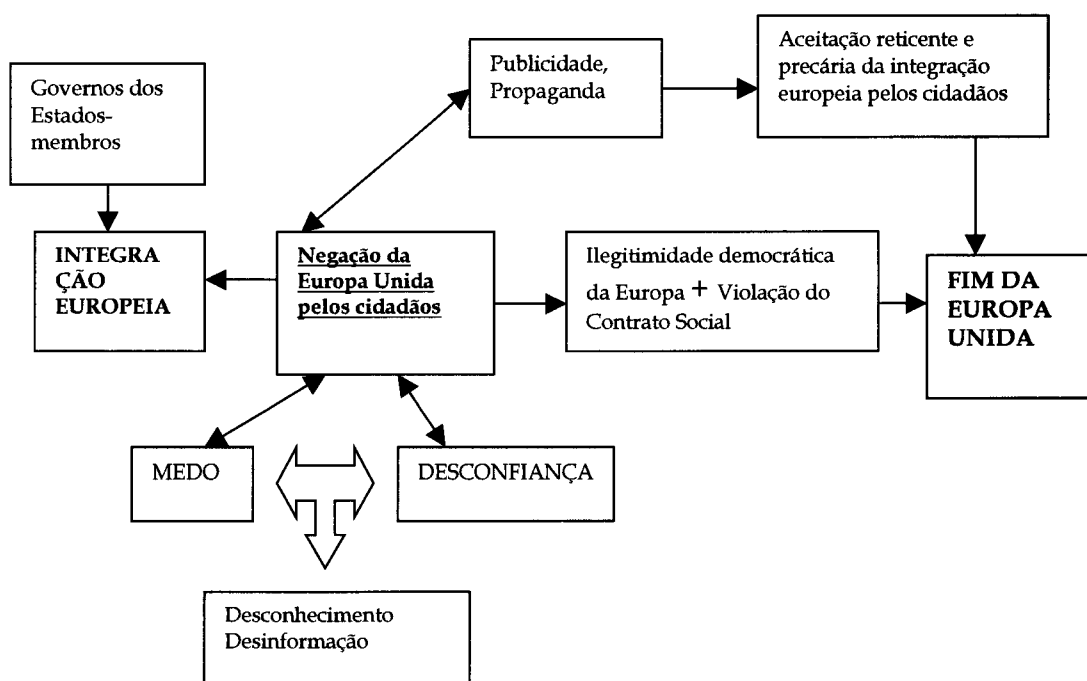 Governos dos
Estados-
membros
Publicidade,
Propaganda
Aceitação reticente e
precária da integração
europeia pelos cidadãos
INTEGRA
ÇÃO
EUROPEIA
Negação da
Europa Unida
pelos cidadãos
Ilegitimidade democrática
da Europa + Violação do
Contrato Social
FIM DA
EUROPA
UNIDA
MEDO
DESCONFIANÇA
Desconhecimento
Desinformação